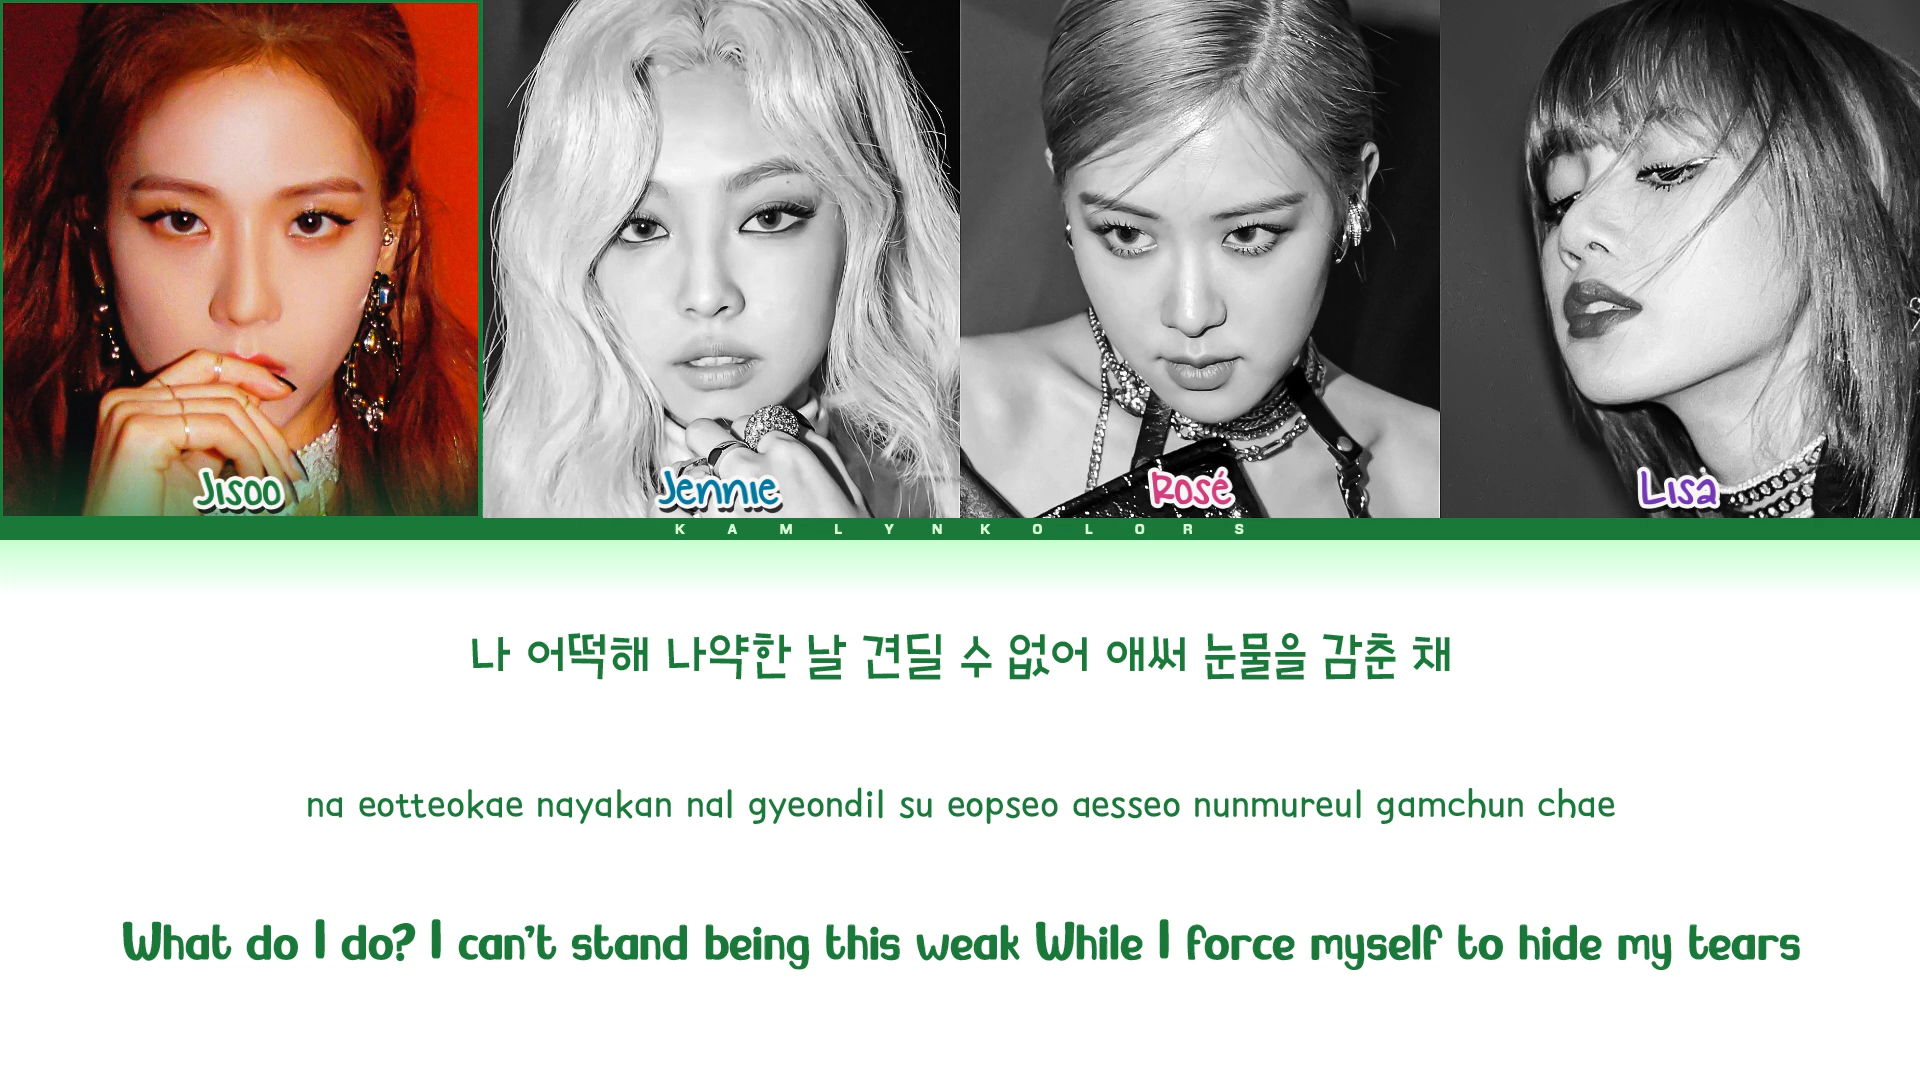 Jisoo
Jennie
Rosé
Lisa
KAMLYNKOLORS
나 어떡해 나약한 날 견딜 수 없어 애써 눈물을 감춘 채
na eotteokae nayakan nal gyeondil su eopseo aesseo nunmureul gamchun chae
What do I do? I can't stand being this weak While I force myself to hide my tears